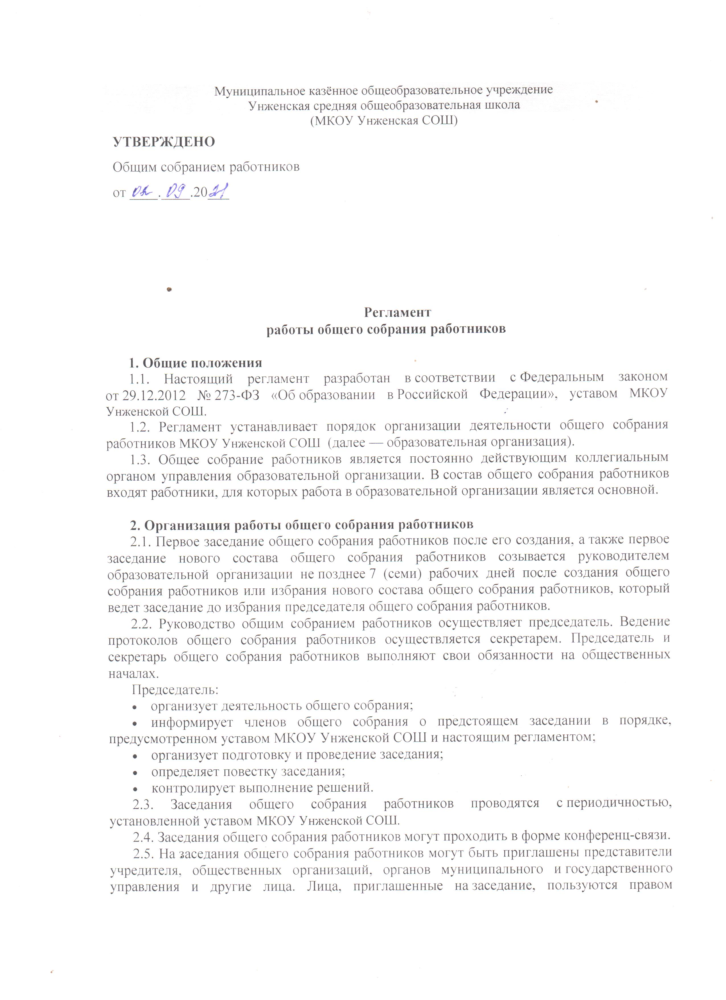 Муниципальное казённое общеобразовательное учреждение
Унженская средняя общеобразовательная школа
(МКОУ Унженская СОШ)
УТВЕРЖДЕНО
Общим собранием работников
от 02.09.2021
Регламент
работы общего собрания работников
1. Общие положения
1.1. Настоящий регламент разработан в соответствии с Федеральным законом
от 29.12.2012 № 273-ФЗ «Об образовании в Российской Федерации», уставом МКОУ
Унженской СОШ.
1.2. Регламент устанавливает порядок организации деятельности общего собрания
работников МКОУ Унженской СОШ (далее — образовательная организация).
1.3. Общее собрание работников является постоянно действующим коллегиальным
органом управления образовательной организации. В состав общего собрания работников
входят работники, для которых работа в образовательной организации является основной.
2. Организация работы общего собрания работников
2.1. Первое заседание общего собрания работников после его создания, а также первое
заседание нового состава общего собрания работников созывается руководителем
образовательной организации не позднее 7 (семи) рабочих дней после создания общего
собрания работников или избрания нового состава общего собрания работников, который
ведет заседание до избрания председателя общего собрания работников.
2.2. Руководство общим собранием работников осуществляет председатель. Ведение
протоколов общего собрания работников осуществляется секретарем. Председатель и
секретарь общего собрания работников выполняют свои обязанности на общественных
началах.
Председатель:
• организует деятельность общего собрания;
• информирует членов общего собрания о предстоящем заседании в порядке,
предусмотренном уставом МКОУ Унженской СОШ и настоящим регламентом;
• организует подготовку и проведение заседания;
• определяет повестку заседания;
• контролирует выполнение решений.
2.3. Заседания общего собрания работников проводятся с периодичностью,
установленной уставом МКОУ Унженской СОШ.
2.4. Заседания общего собрания работников могут проходить в форме конференц-связи.
2.5. На заседания общего собрания работников могут быть приглашены представители
учредителя, общественных организаций, органов муниципального и государственного
управления и другие лица. Лица, приглашенные на заседание, пользуются правом